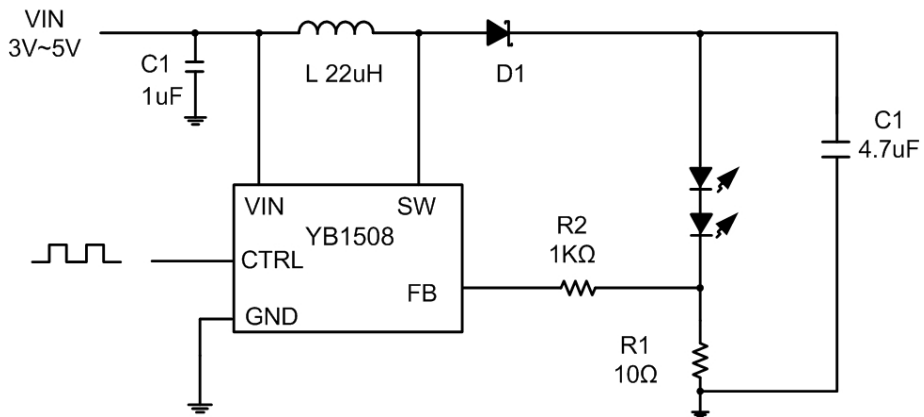 VIN
3V~5V
C1
1uF
L 22uH
D1
C1
4.7uF
VIN
SW
YB1508
CTRL
FB
GND
R2
1KΩ
R1
10Ω